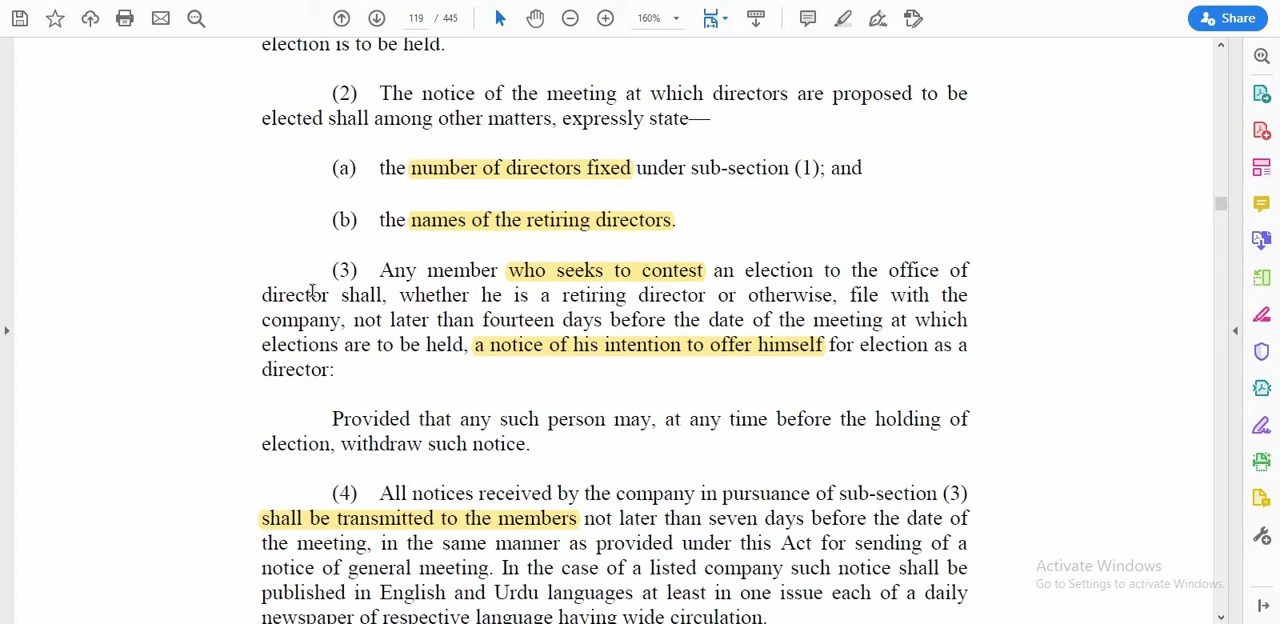 119 / 445
160%
Share
election is to be held.
(2) The notice of the meeting at which directors are proposed to be
elected shall among other matters, expressly state—
(a) the number of directors fixed under sub-section (1); and
(b) the names of the retiring directors.
(3) Any member who seeks to contest an election to the office of
director shall, whether he is a retiring director or otherwise, file with the
company, not later than fourteen days before the date of the meeting at which
elections are to be held, a notice of his intention to offer himself for election as a
director:
Provided that any such person may, at any time before the holding of
election, withdraw such notice.
(4) All notices received by the company in pursuance of sub-section (3)
shall be transmitted to the members not later than seven days before the date of
the meeting, in the same manner as provided under this Act for sending of a
notice of general meeting. In the case of a listed company such notice shall be
published in English and Urdu languages at least in one issue each of a daily
newspaper of respective language having wide circulation.
Activate Windows
Go to Settings to activate Windows.